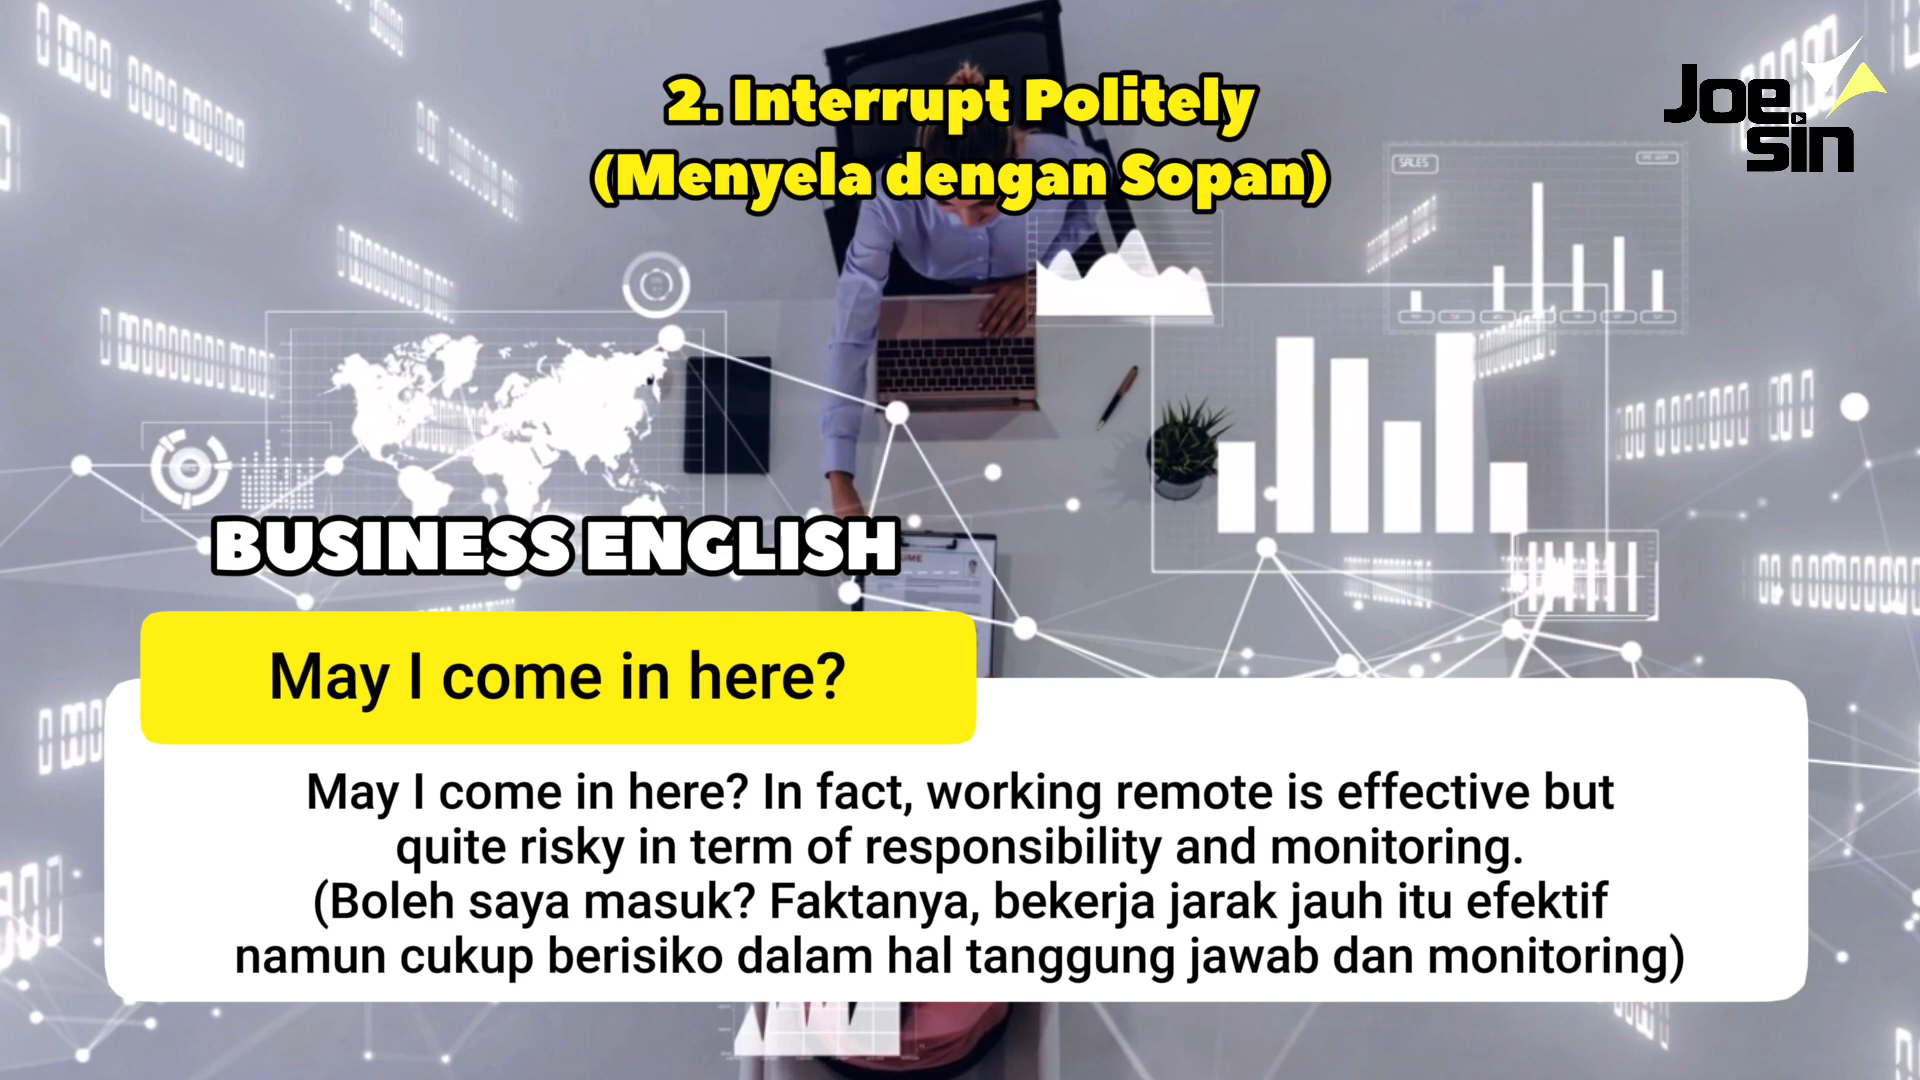 2. Interrupt Politely
(Menyela dengan Sopan)
Joe
sin
SALES
BUSINESS ENGLISH
May I come in here?
May I come in here? In fact, working remote is effective but
quite risky in term of responsibility and monitoring.
(Boleh saya masuk? Faktanya, bekerja jarak jauh itu efektif
namun cukup berisiko dalam hal tanggung jawab dan monitoring)